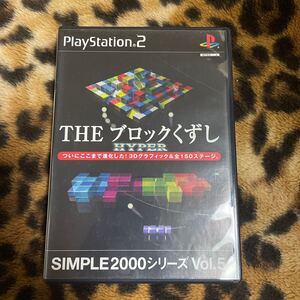 PlayStation®2
THE ブロックくずし
HYPER
ついにここまで進化した!3Dグラフィック&全150ステージ。
SIMPLE2000シリーズ Vol.5